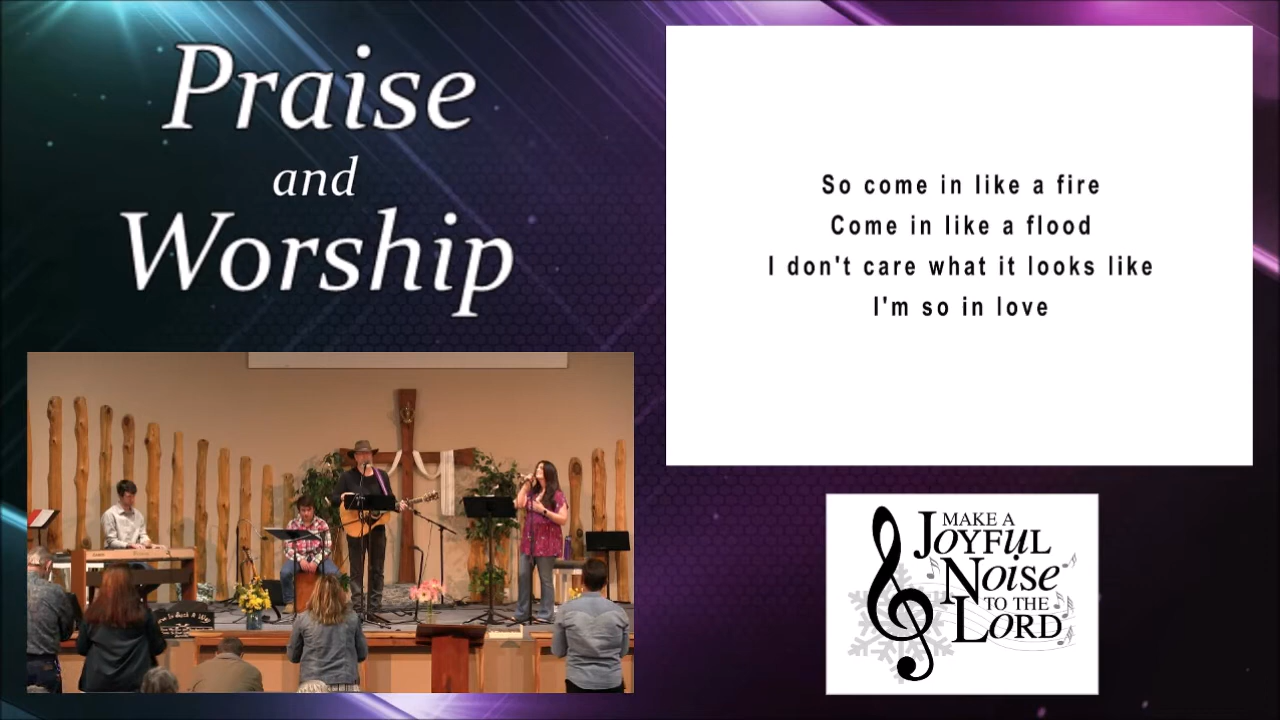 Praise
and
Worship
So come in like a fire
Come in like a flood
I don't care what it looks like
I'm so in love
MAKE A
JOYFUL
NOISE
TO THE
LORD